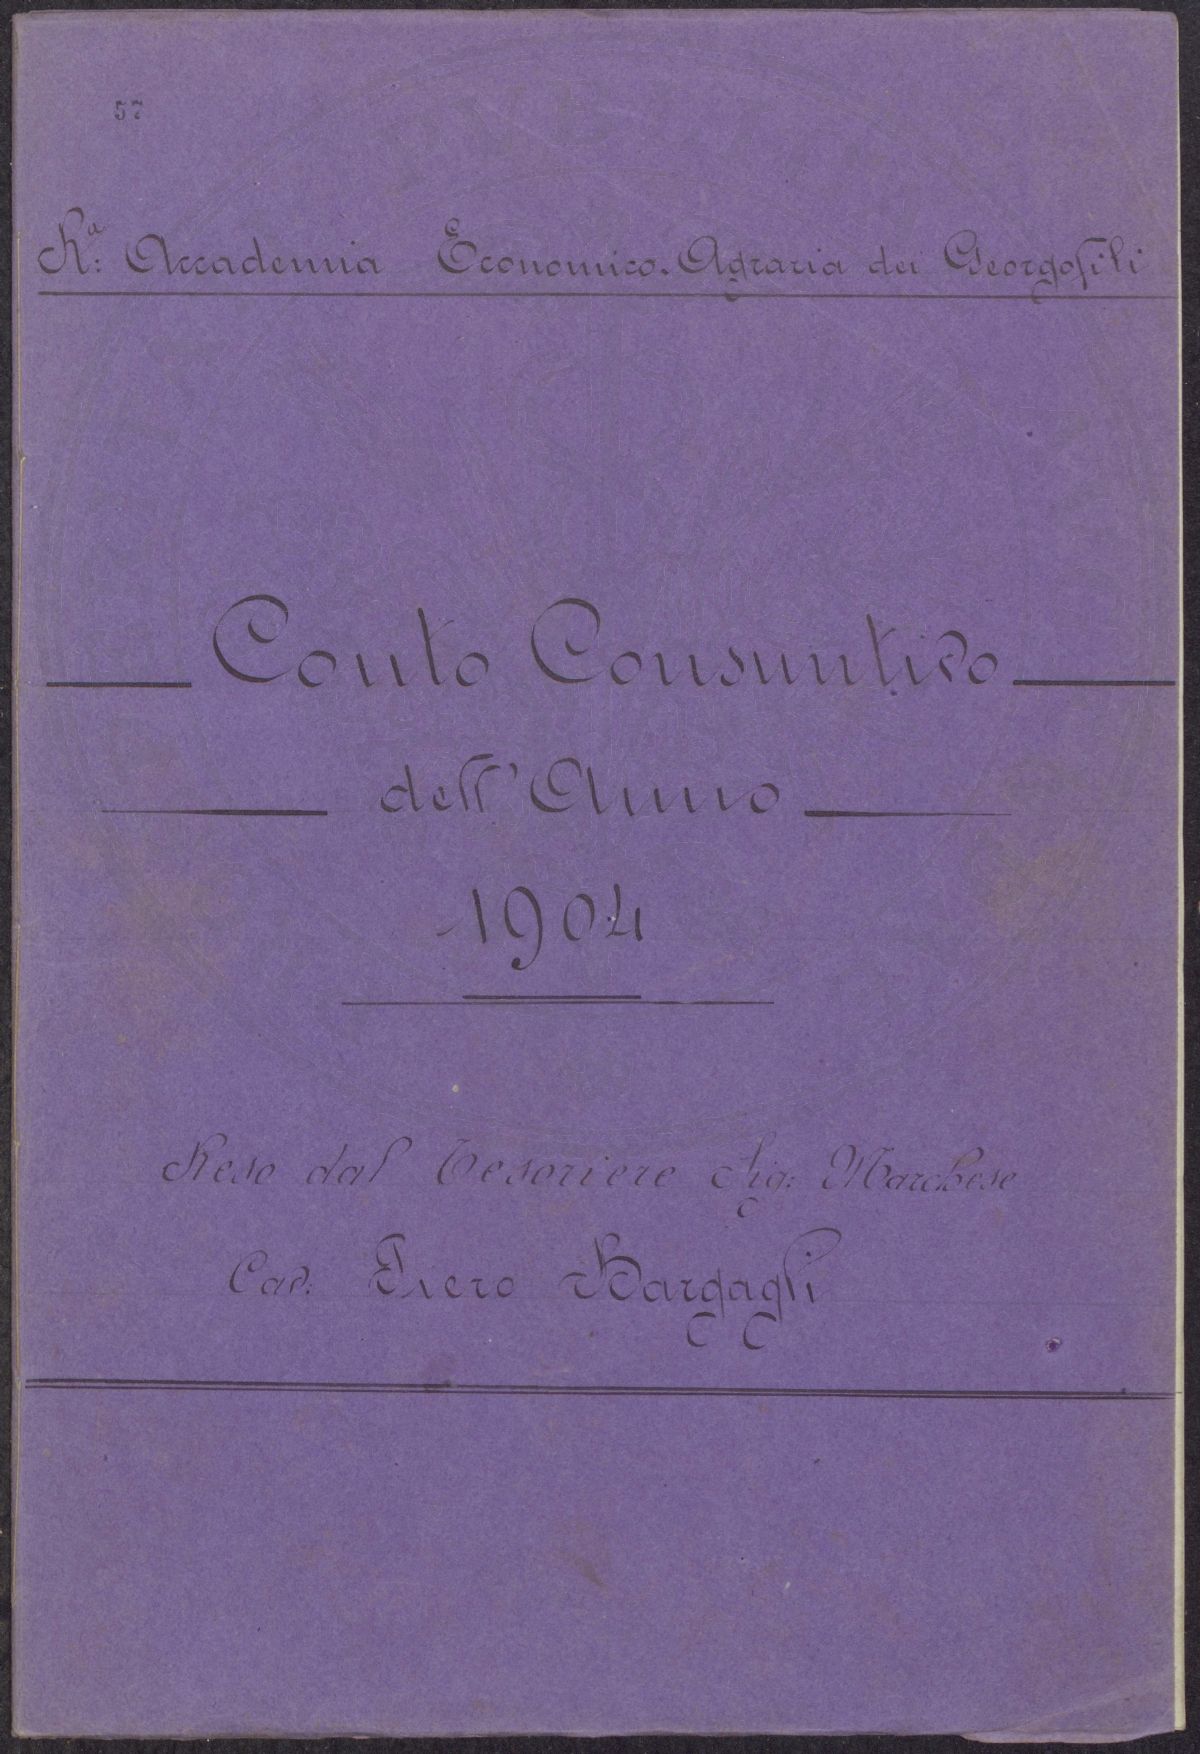 57
R.a: Accademia Economico-Agraria dei Georgofili
Conto Consuntivo
dell'Anno
1904
Reso dal Tesoriere Sig: Marchese
Cav: Piero Bargagli